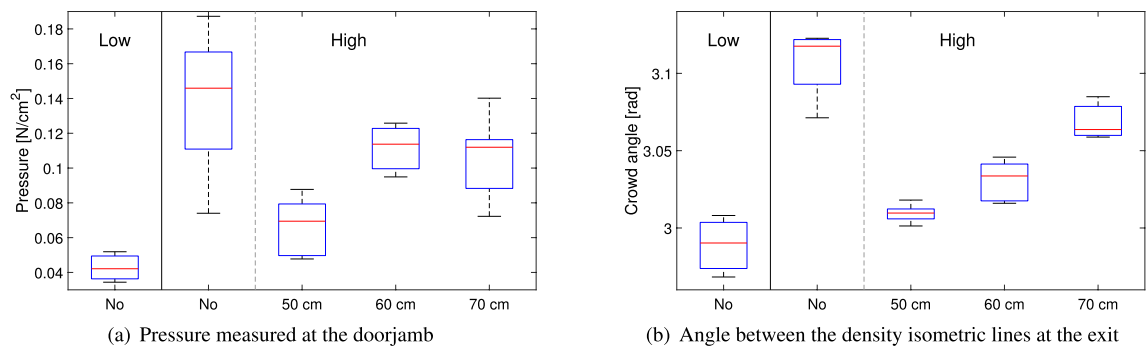 Pressure [N/cm²]
0.18
0.16
0.14
0.12
0.1
0.08
0.06
0.04
Low
High
No No 50 cm 60 cm 70 cm
(a) Pressure measured at the doorjamb
Crowd angle [rad]
3.1
3.05
3
Low
High
No No 50 cm 60 cm 70 cm
(b) Angle between the density isometric lines at the exit